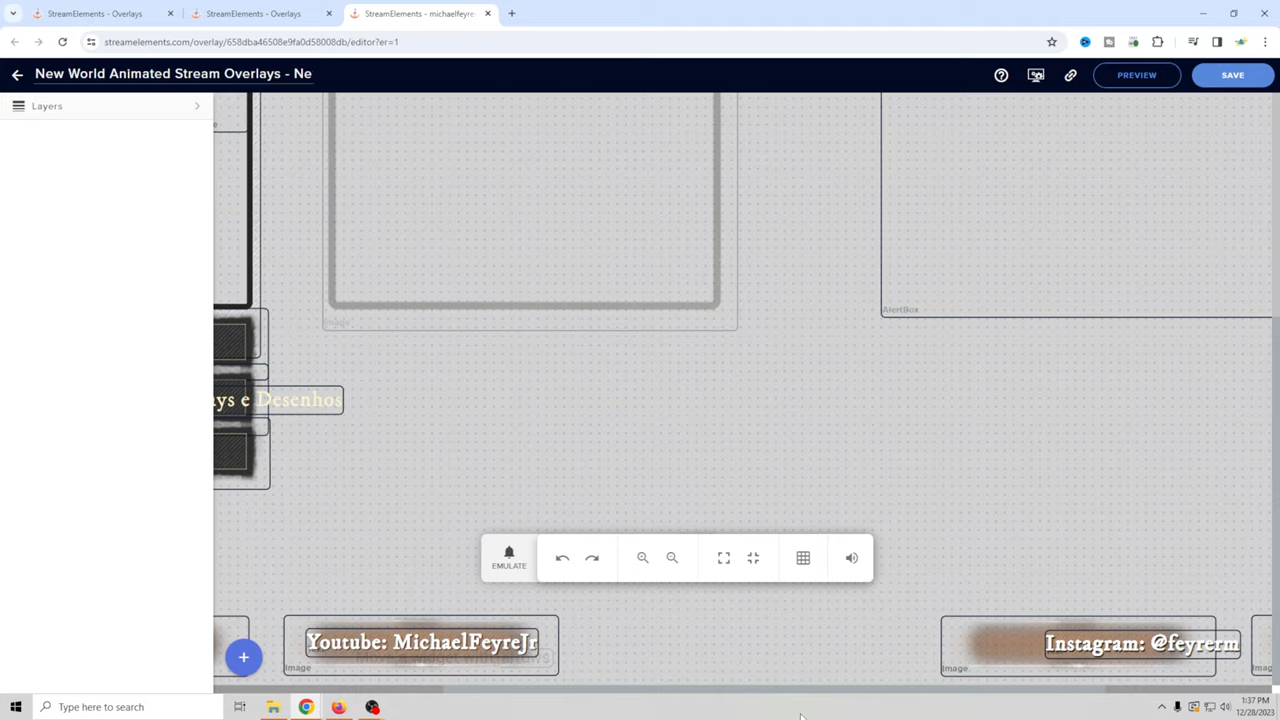 StreamElements - Overlays
StreamElements - Overlays
StreamElements - michaelfeyre
streamelements.com/overlay/658dba46508e9fa0d58008db/editor?er=1
New World Animated Stream Overlays - Ne
PREVIEW
SAVE
Layers
Image
AlertBox
ays e Desenhos
EMULATE
Youtube: MichaelFeyreJr
Instagram: @feyrerm
Image
Image
Type here to search
1:37 PM
12/28/2023